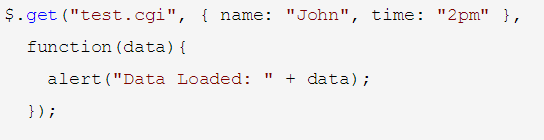 $.get("test.cgi", { name: "John", time: "2pm" },
  function(data){
    alert("Data Loaded: " + data);
  });